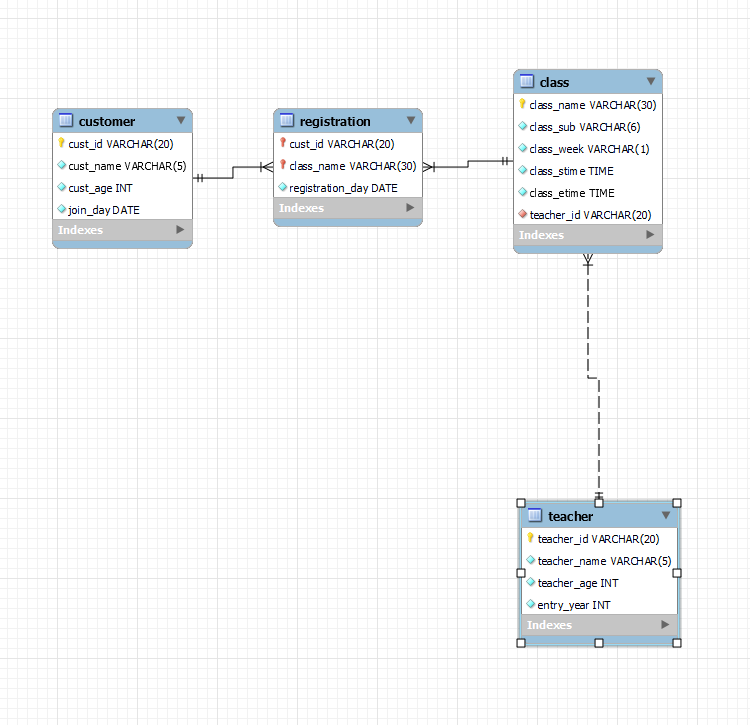 customer
cust_id VARCHAR(20)
cust_name VARCHAR(5)
cust_age INT
join_day DATE
Indexes
registration
cust_id VARCHAR(20)
class_name VARCHAR(30)
registration_day DATE
Indexes
class
class_name VARCHAR(30)
class_sub VARCHAR(6)
class_week VARCHAR(1)
class_stime TIME
class_etime TIME
teacher_id VARCHAR(20)
Indexes
teacher
teacher_id VARCHAR(20)
teacher_name VARCHAR(5)
teacher_age INT
entry_year INT
Indexes